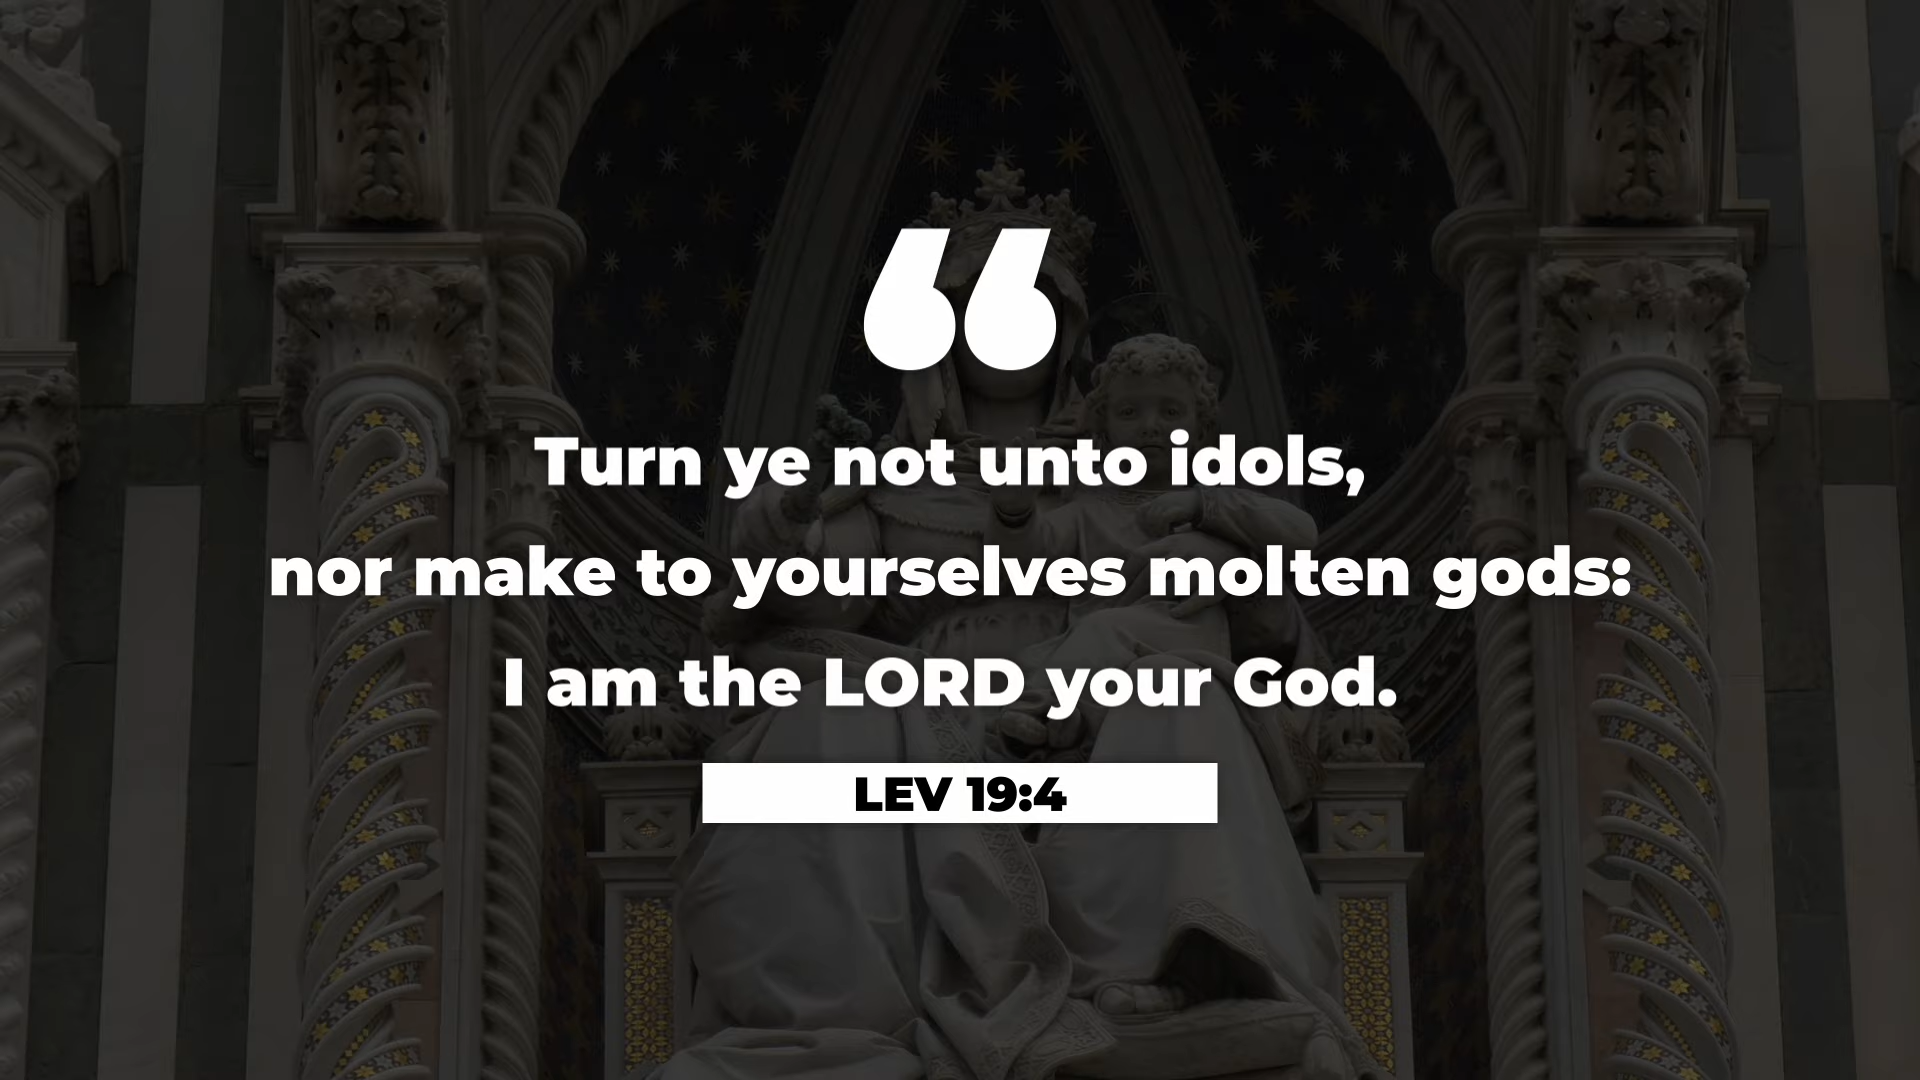 “
Turn ye not unto idols,
nor make to yourselves molten gods:
I am the LORD your God.
LEV 19:4